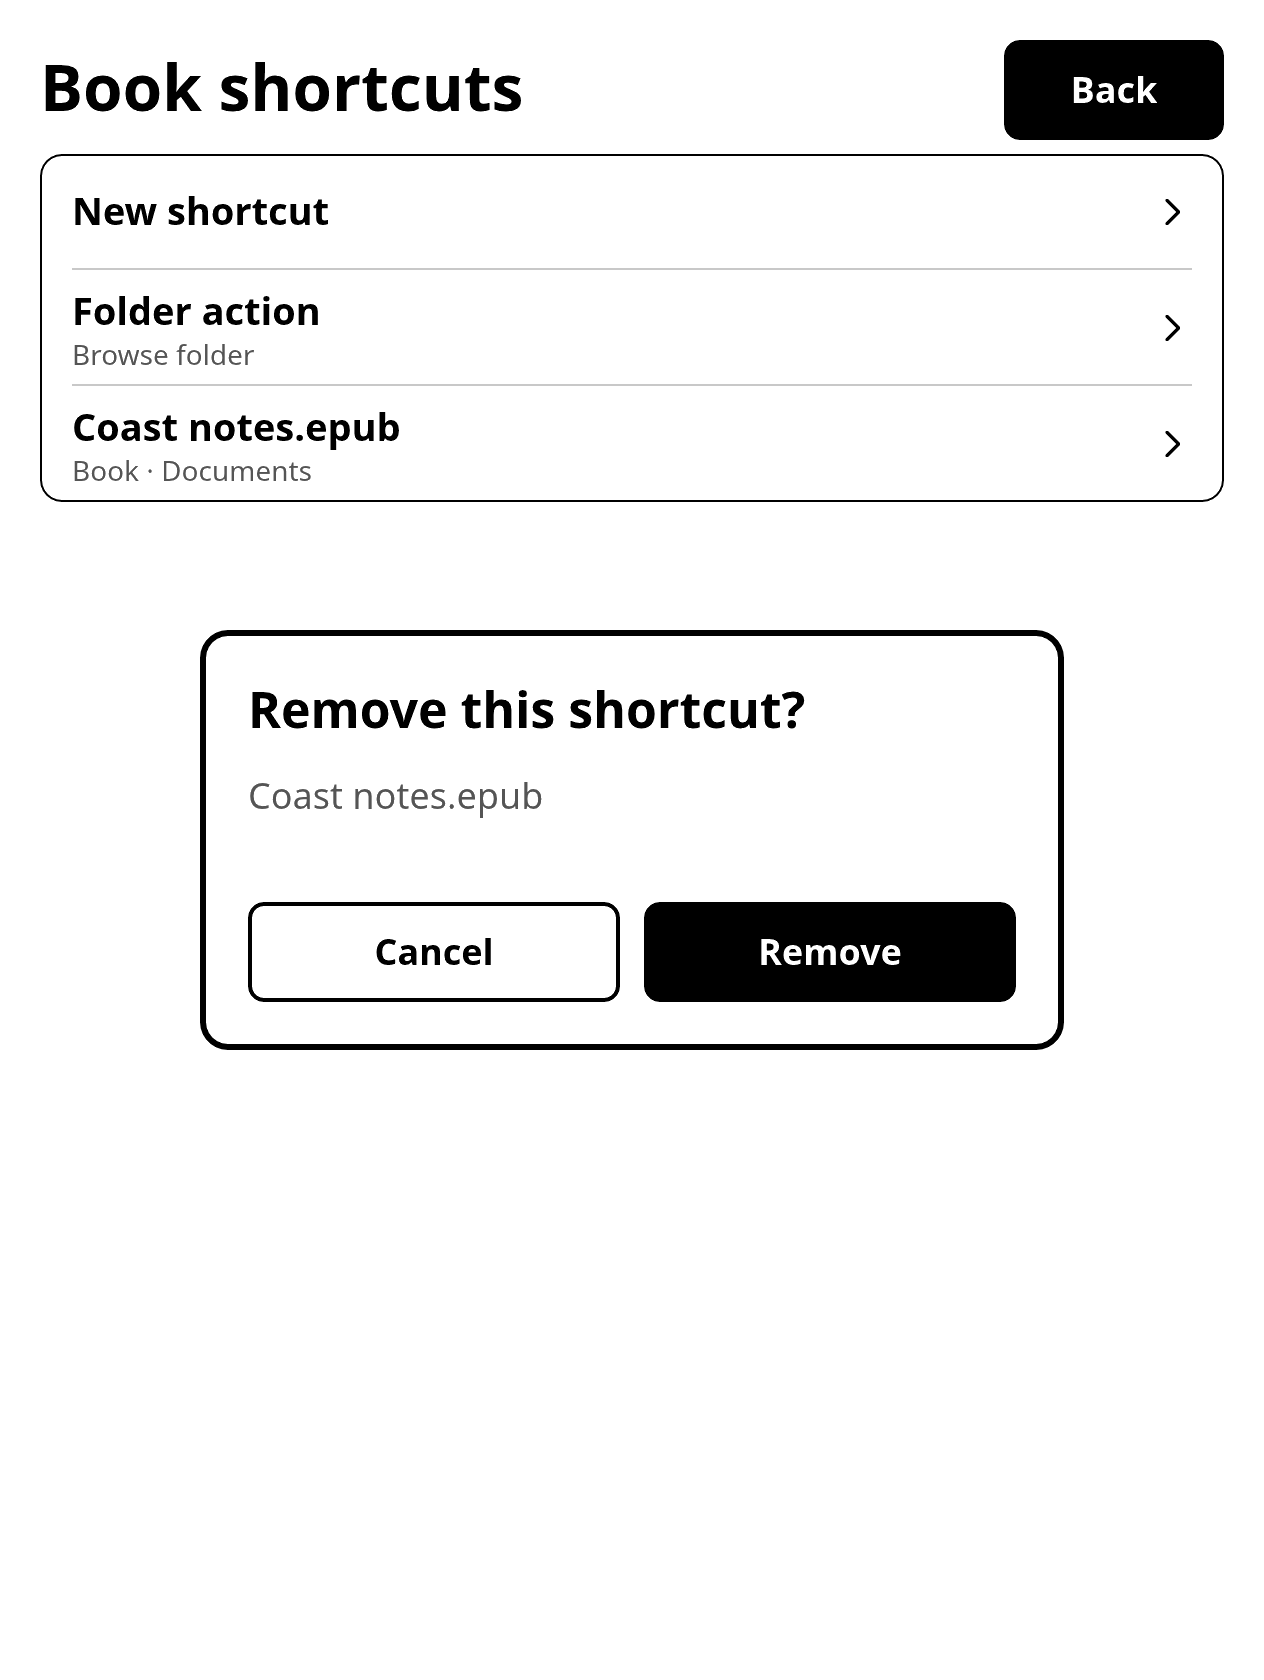 Book shortcuts
Back
New shortcut
Folder action
Browse folder
Coast notes.epub
Book · Documents
Remove this shortcut?
Coast notes.epub
Cancel
Remove